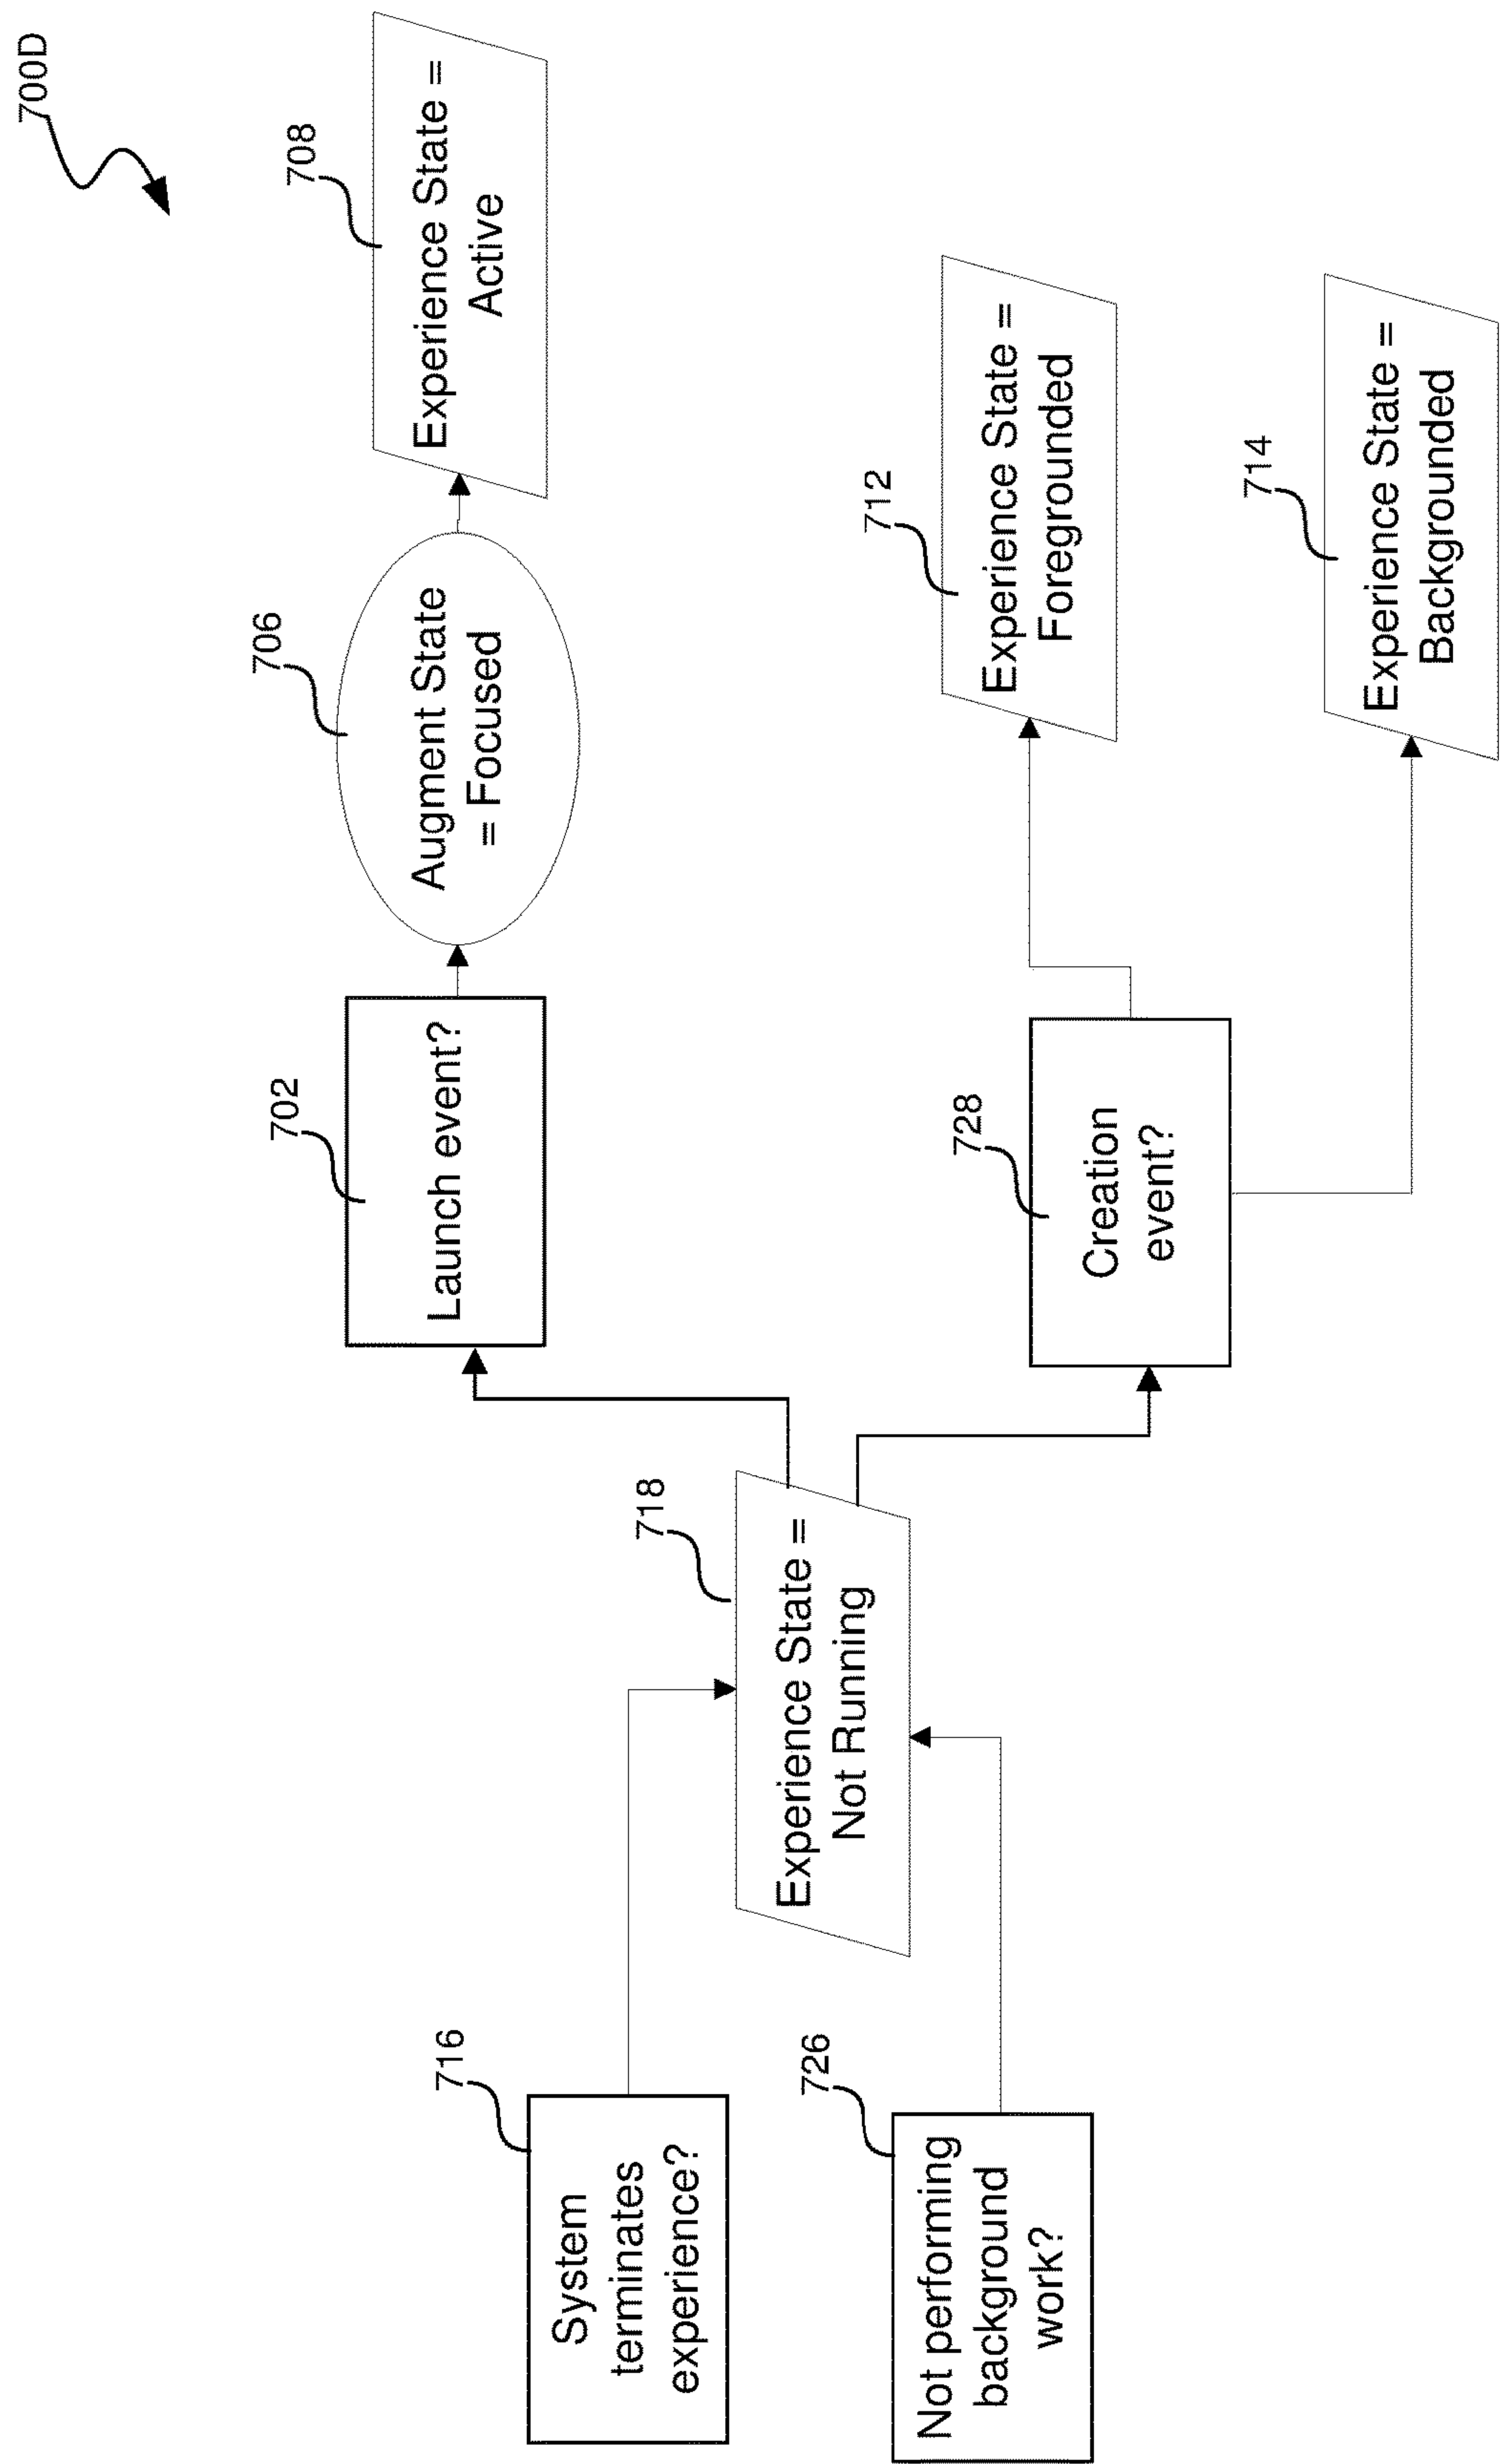 700D
716
System
terminates
experience?
726
Not performing
background
work?
718
Experience State =
Not Running
702
Launch event?
706
Augment State
= Focused
708
Experience State =
Active
728
Creation
event?
712
Experience State =
Foregrounded
714
Experience State =
Backgrounded